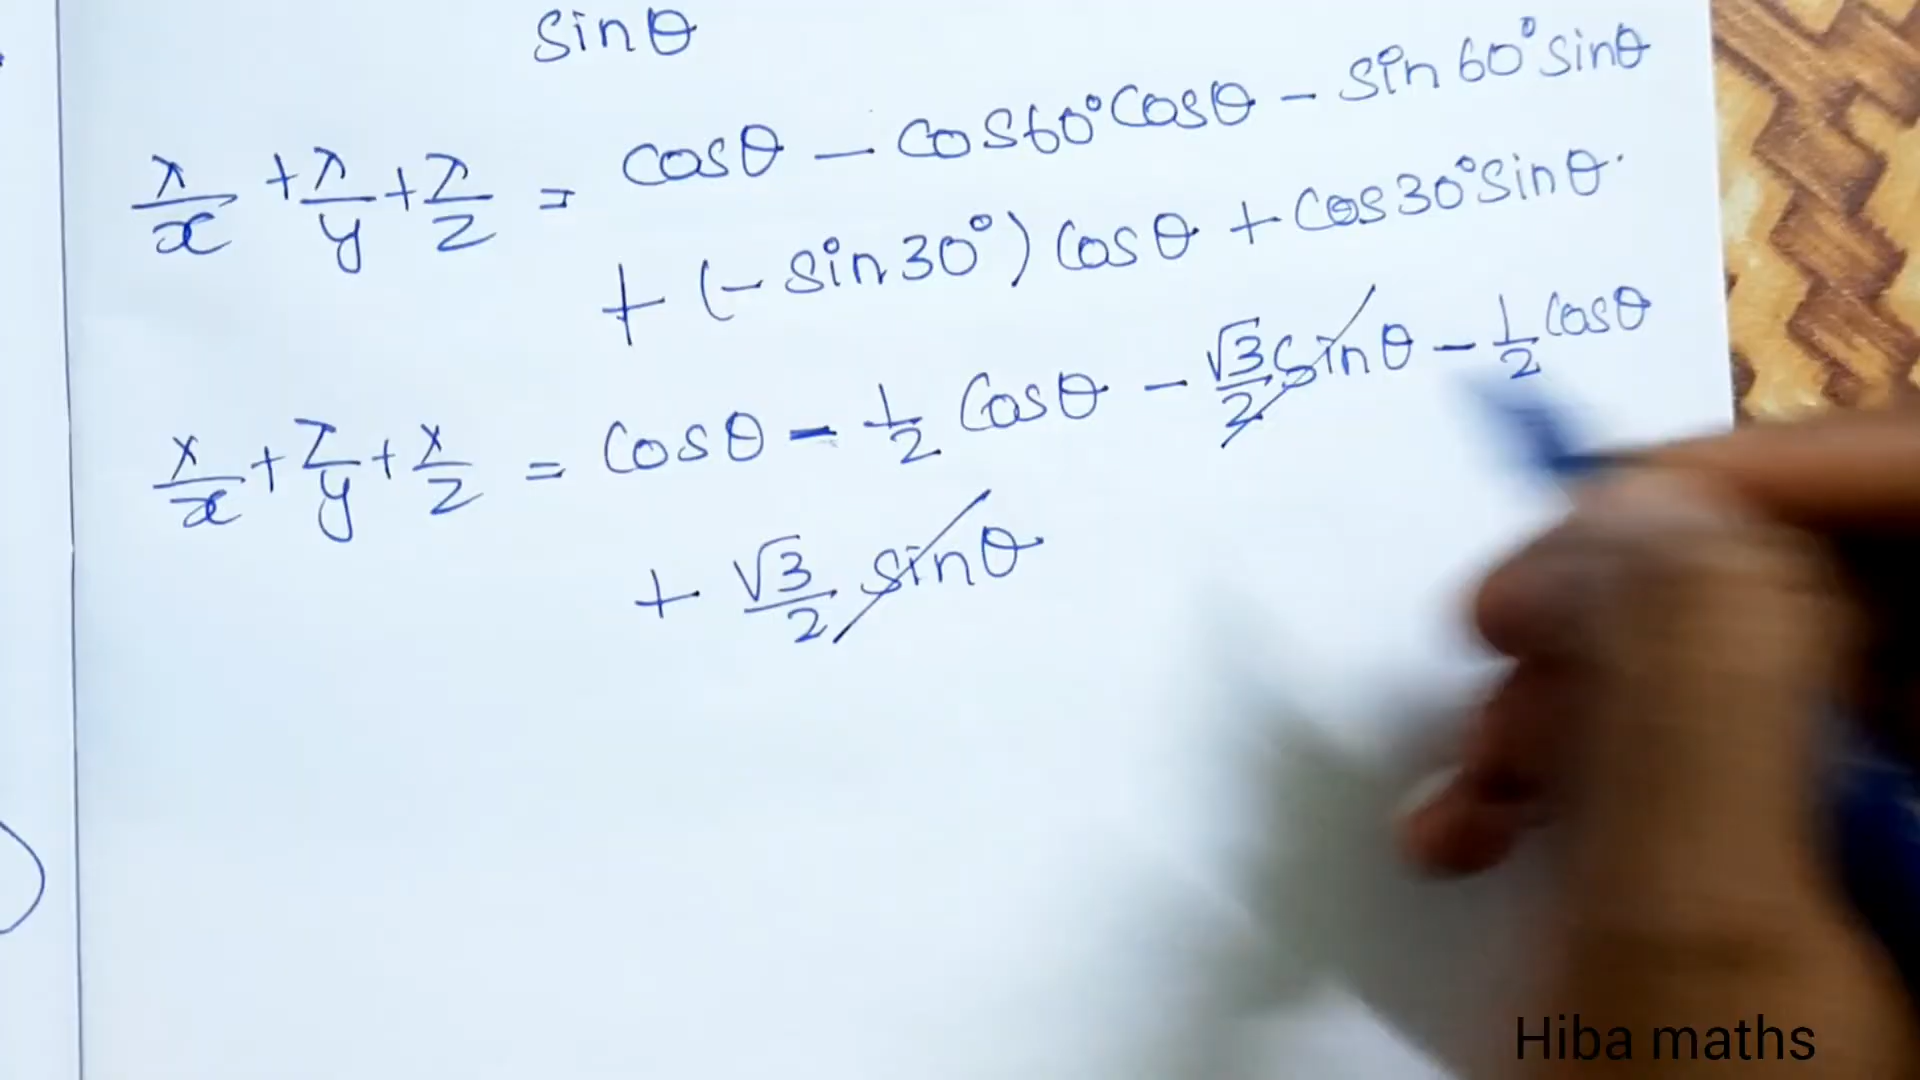 sinθ
λ/x + λ/y + λ/z = cosθ - cos60°cosθ - sin60°sinθ
+ (-sin30°) cosθ + cos30°sinθ
λ/x + λ/y + λ/z = cosθ - 1/2 cosθ - √3/2 sinθ - 1/2 cosθ
+ √3/2 sinθ
Hiba maths